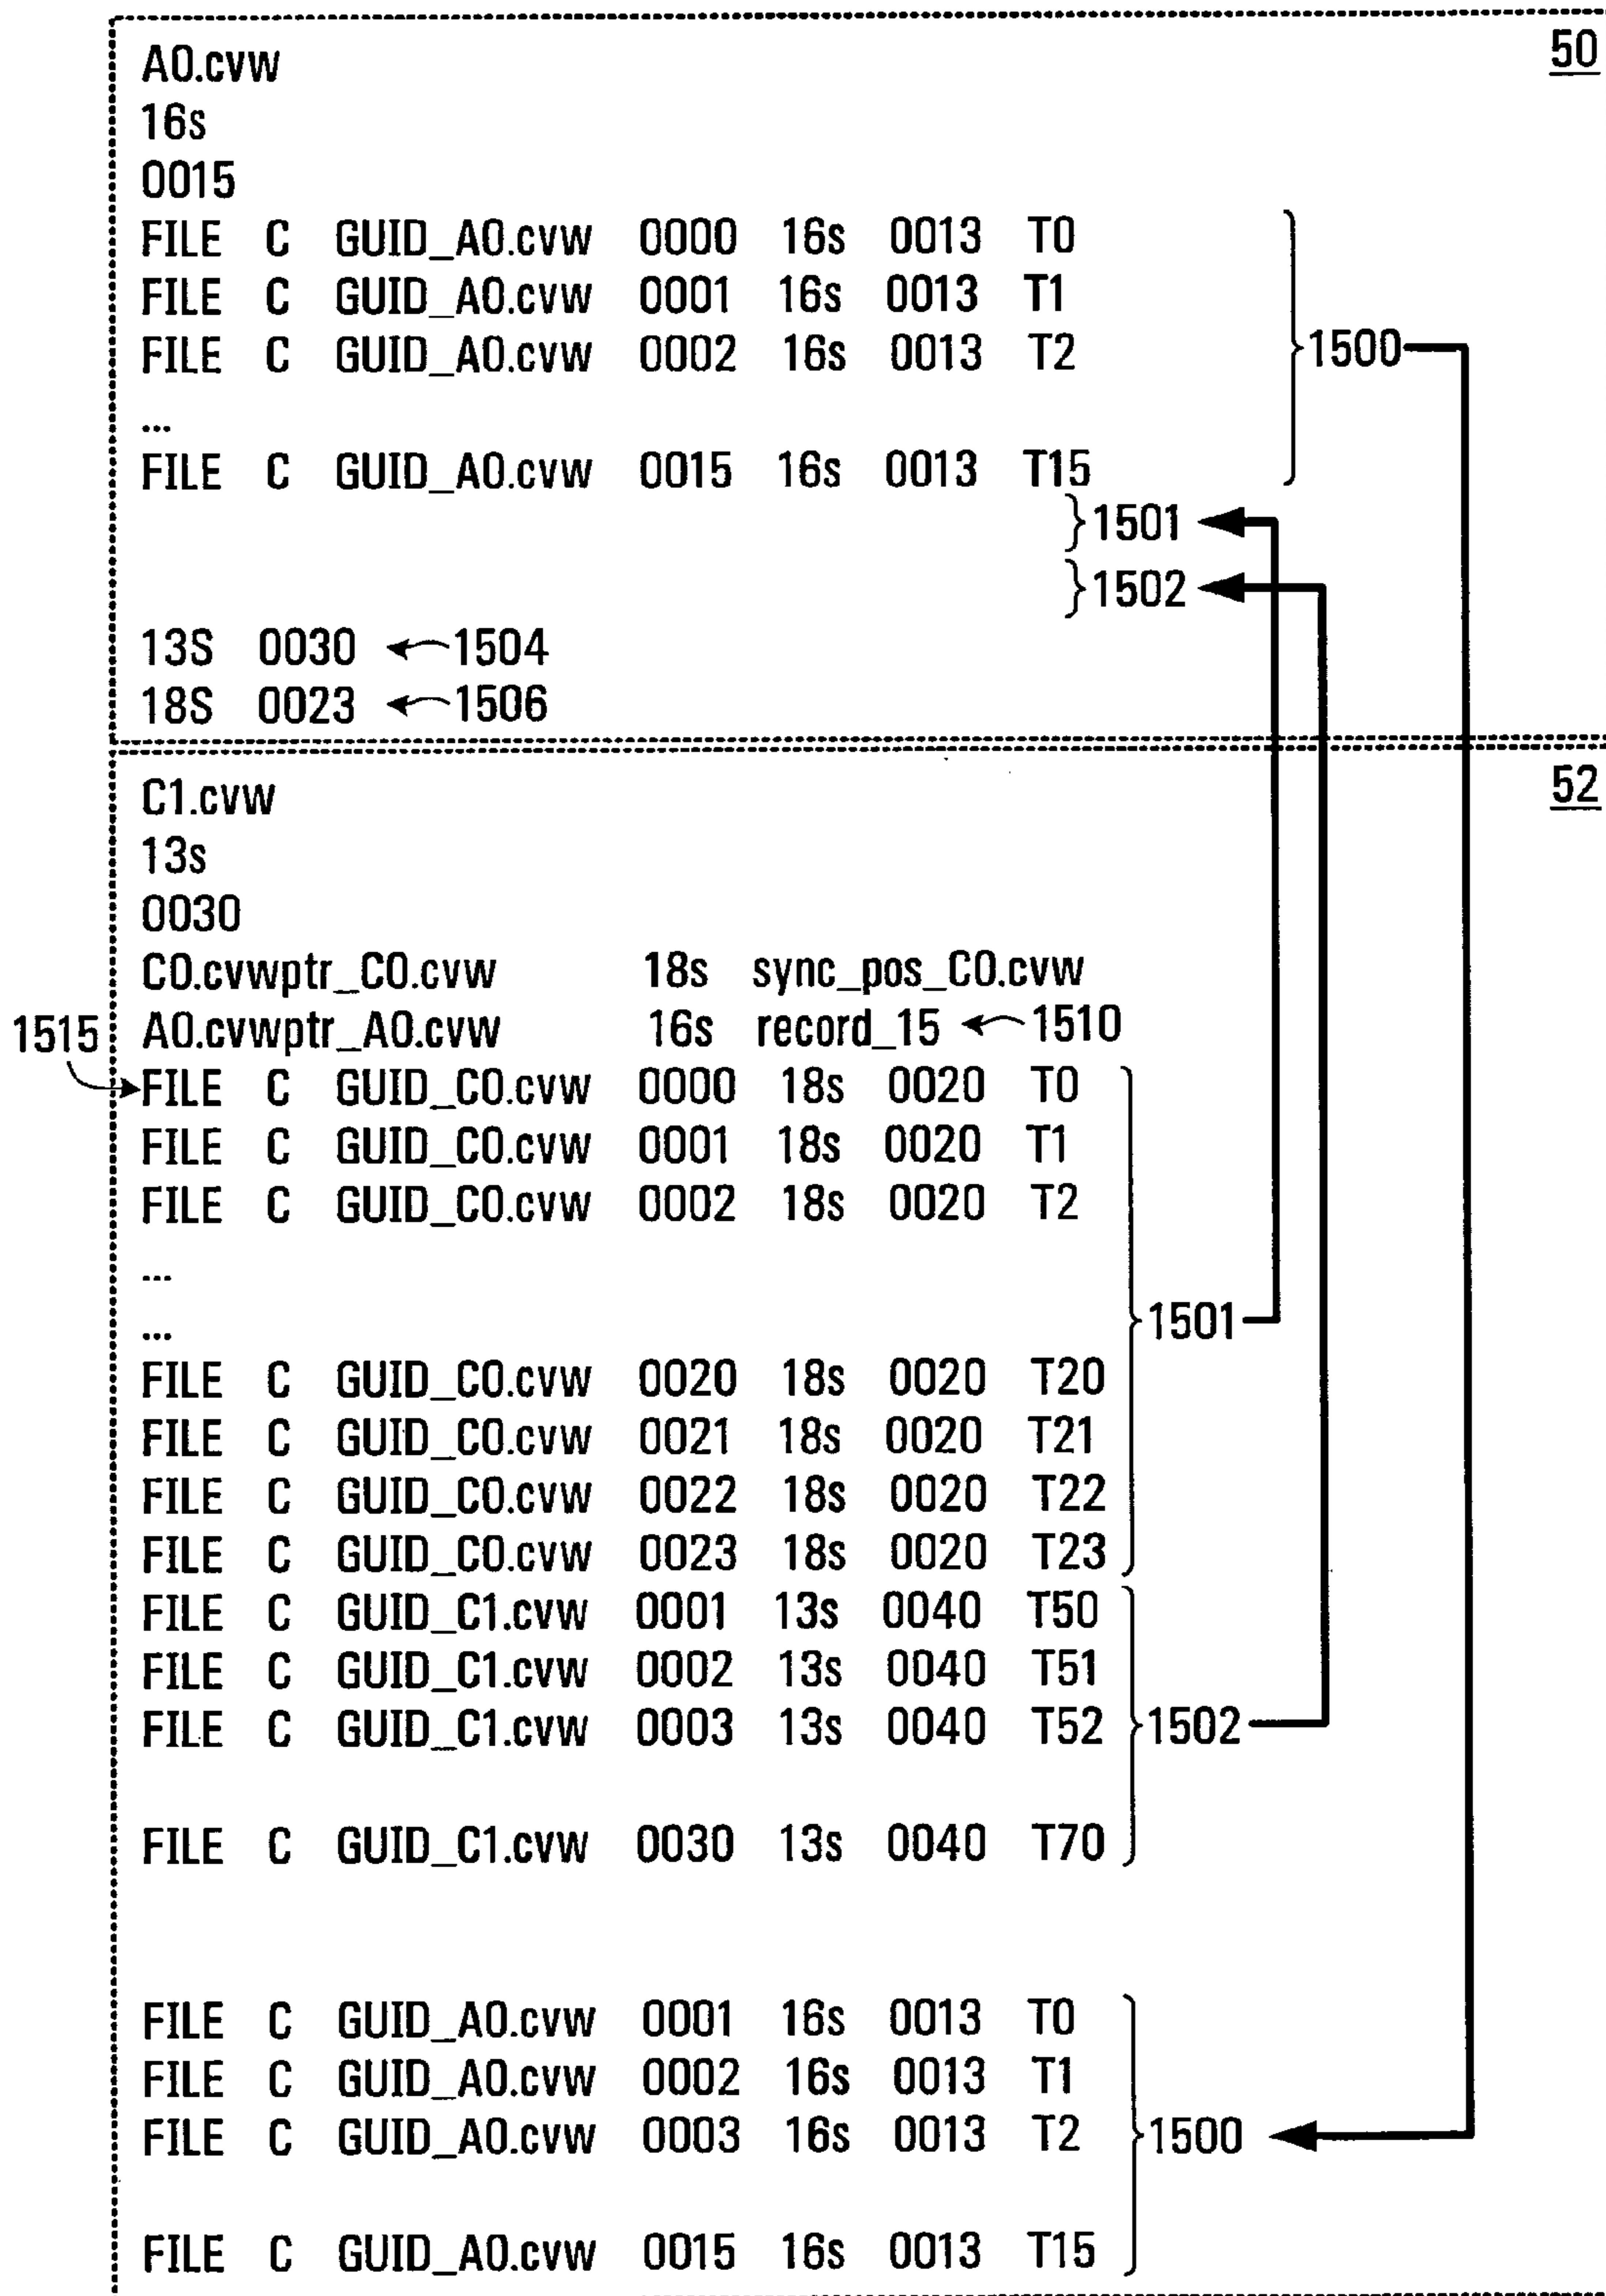 A0.cvw 50
16s
0015
FILE C GUID_A0.cvw 0000 16s 0013 T0
FILE C GUID_A0.cvw 0001 16s 0013 T1
FILE C GUID_A0.cvw 0002 16s 0013 T2
1500
...
FILE C GUID_A0.cvw 0015 16s 0013 T15
1501
1502
13S 0030 1504
18S 0023 1506
C1.cvw 52
13s
0030
C0.cvwptr_C0.cvw 18s sync_pos_C0.cvw
1515 A0.cvwptr_A0.cvw 16s record_15 1510
FILE C GUID_C0.cvw 0000 18s 0020 T0
FILE C GUID_C0.cvw 0001 18s 0020 T1
FILE C GUID_C0.cvw 0002 18s 0020 T2
...
...
1501
FILE C GUID_C0.cvw 0020 18s 0020 T20
FILE C GUID_C0.cvw 0021 18s 0020 T21
FILE C GUID_C0.cvw 0022 18s 0020 T22
FILE C GUID_C0.cvw 0023 18s 0020 T23
FILE C GUID_C1.cvw 0001 13s 0040 T50
FILE C GUID_C1.cvw 0002 13s 0040 T51
FILE C GUID_C1.cvw 0003 13s 0040 T52
1502
FILE C GUID_C1.cvw 0030 13s 0040 T70
FILE C GUID_A0.cvw 0001 16s 0013 T0
FILE C GUID_A0.cvw 0002 16s 0013 T1
FILE C GUID_A0.cvw 0003 16s 0013 T2
1500
FILE C GUID_A0.cvw 0015 16s 0013 T15